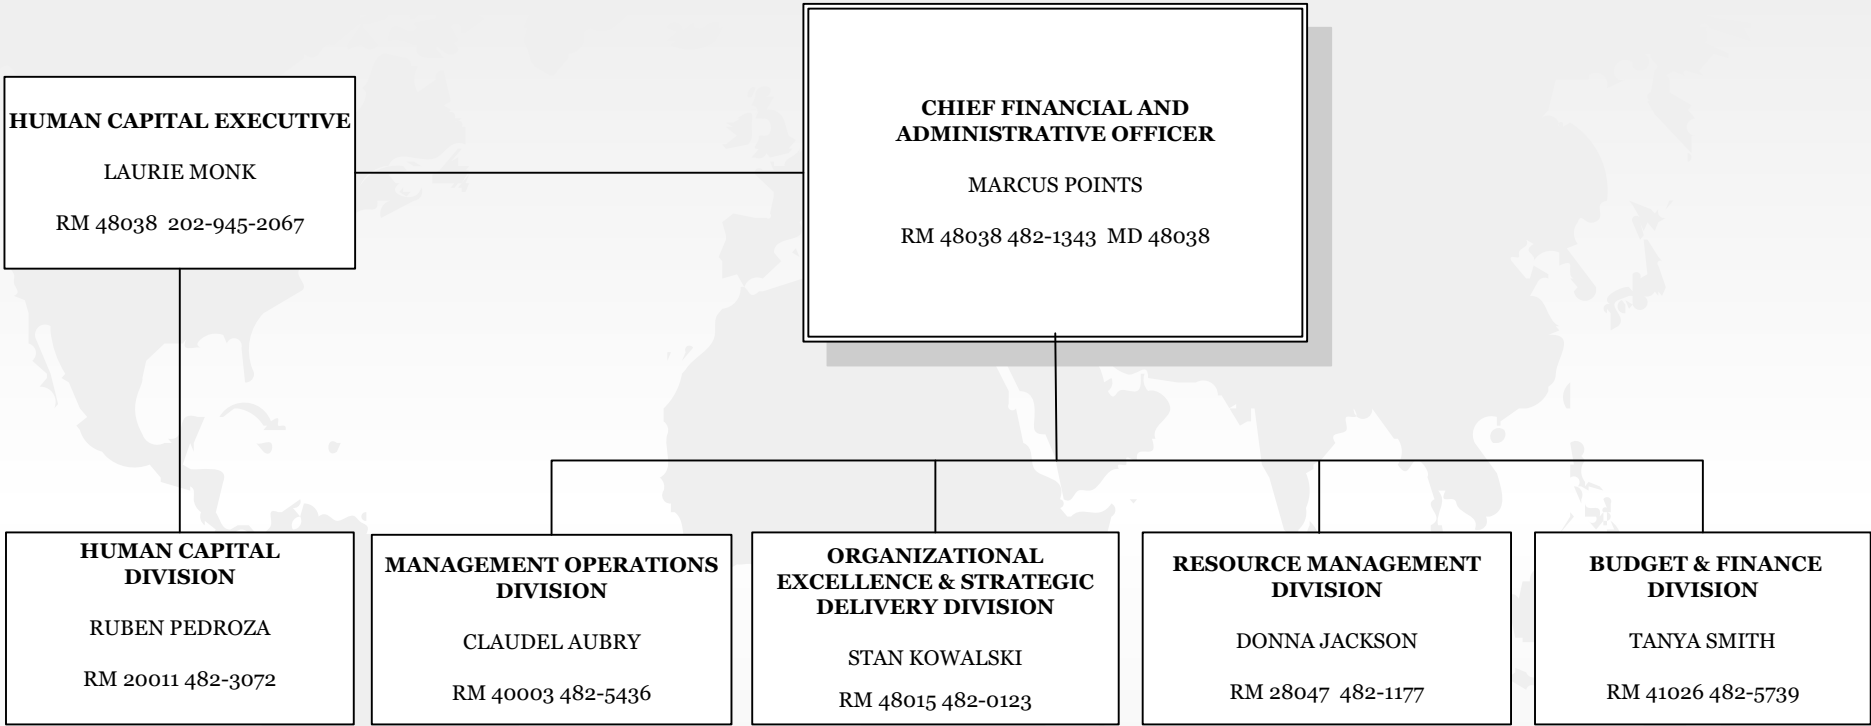 HUMAN CAPITAL EXECUTIVE
LAURIE MONK
RM 48038 202-945-2067
CHIEF FINANCIAL AND
ADMINISTRATIVE OFFICER
MARCUS POINTS
RM 48038 482-1343 MD 48038
HUMAN CAPITAL
DIVISION
RUBEN PEDROZA
RM 20011 482-3072
MANAGEMENT OPERATIONS
DIVISION
CLAUDEL AUBRY
RM 40003 482-5436
ORGANIZATIONAL
EXCELLENCE & STRATEGIC
DELIVERY DIVISION
STAN KOWALSKI
RM 48015 482-0123
RESOURCE MANAGEMENT
DIVISION
DONNA JACKSON
RM 28047 482-1177
BUDGET & FINANCE
DIVISION
TANYA SMITH
RM 41026 482-5739